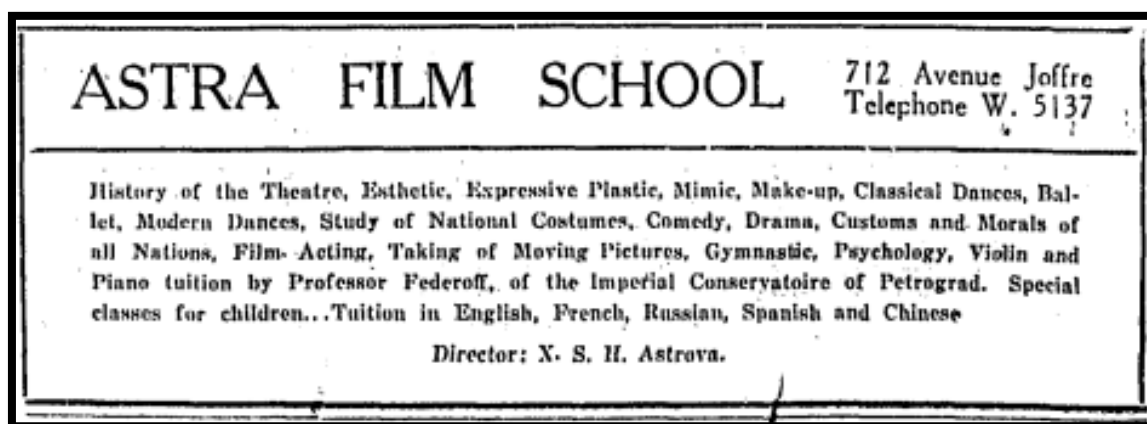 ASTRA FILM SCHOOL
712 Avenue Joffre
Telephone W. 5137
History of the Theatre, Esthetic, Expressive Plastic, Mimic, Make-up, Classical Dances, Bal-
let, Modern Dances, Study of National Costumes, Comedy, Drama, Customs and Morals of
all Nations, Film-Acting, Taking of Moving Pictures, Gymnastic, Psychology, Violin and
Piano tuition by Professor Federoff, of the Imperial Conservatoire of Petrograd. Special
classes for children...Tuition in English, French, Russian, Spanish and Chinese
Director: X. S. H. Astrova.